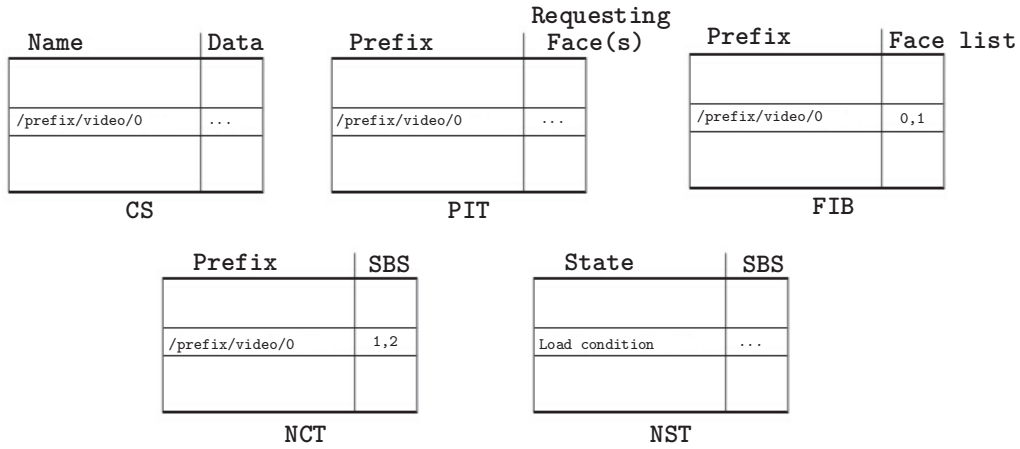 Name Data
/prefix/video/0 ...
CS
Prefix Requesting
Face(s)
/prefix/video/0 ...
PIT
Prefix Face list
/prefix/video/0 0,1
FIB
Prefix SBS
/prefix/video/0 1,2
NCT
State SBS
Load condition ...
NST